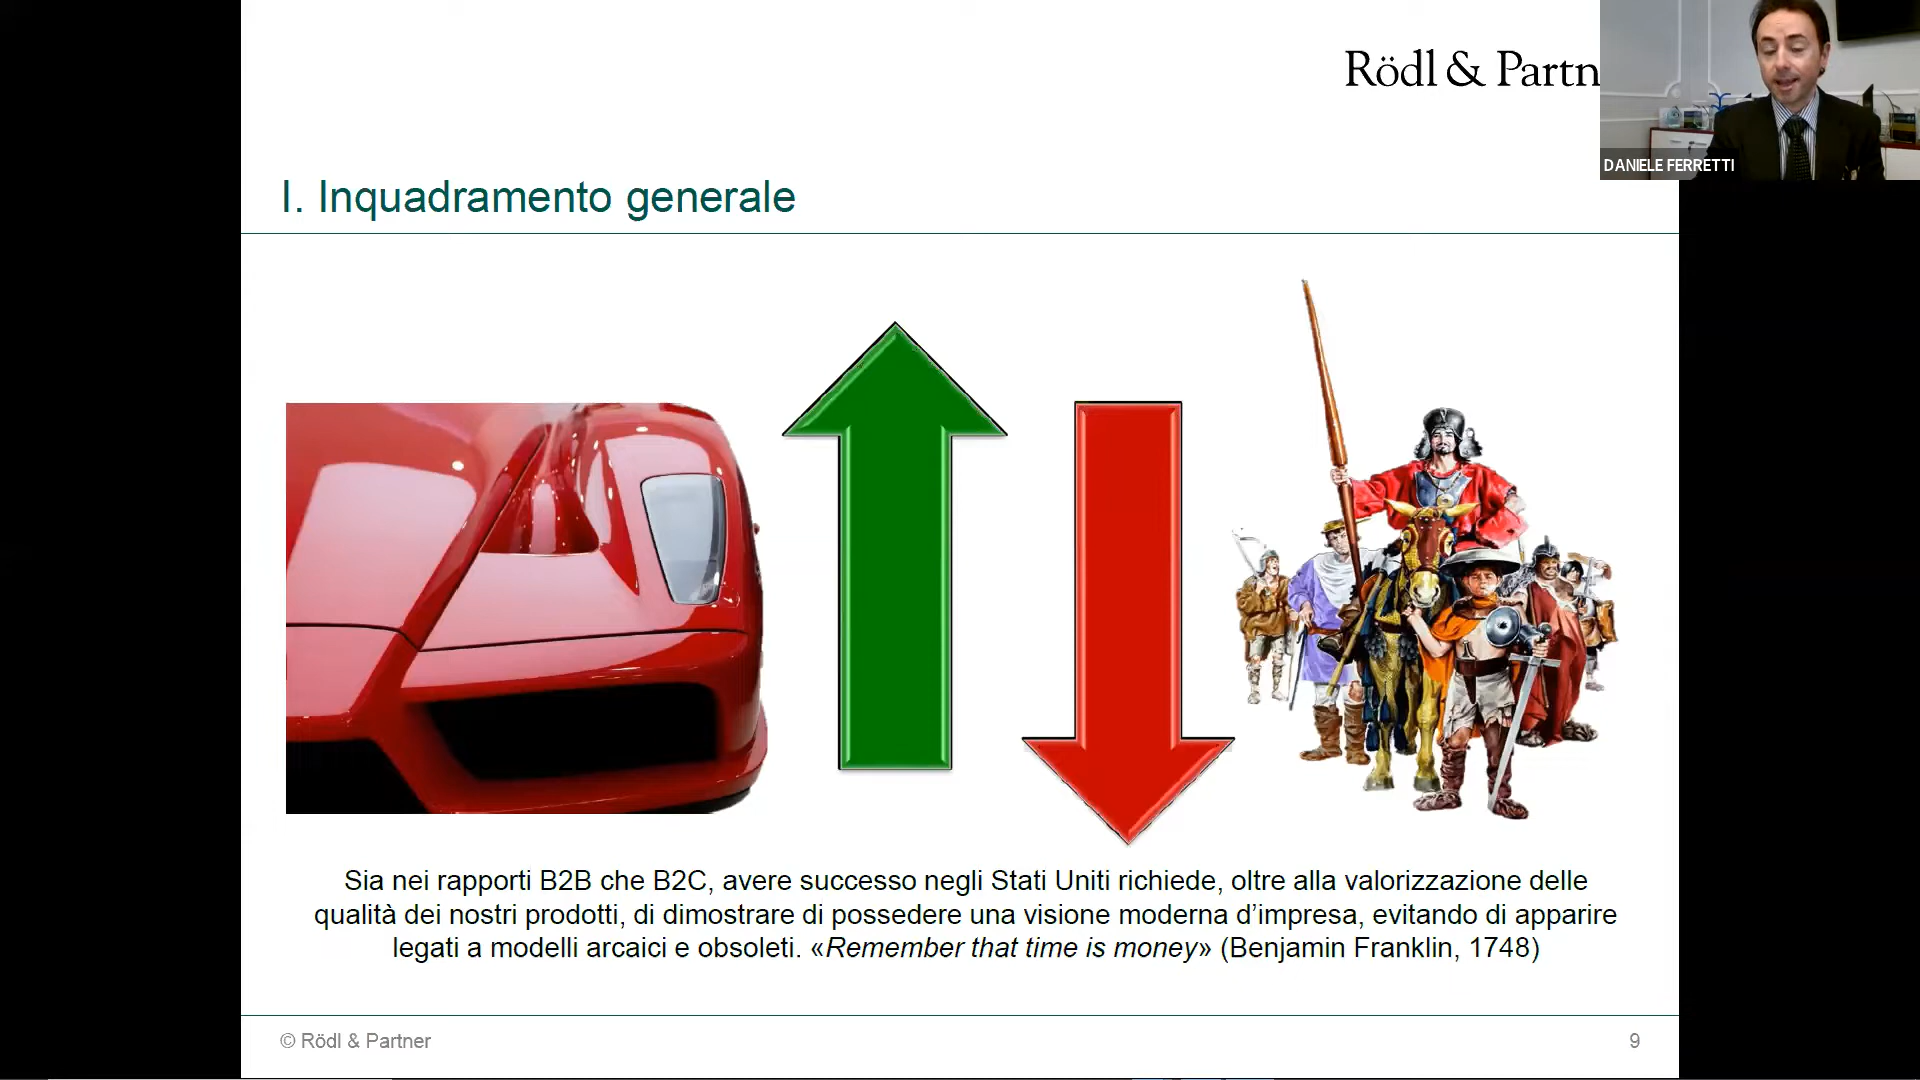 Rödl & Partn
DANIELE FERRETTI
I. Inquadramento generale
Sia nei rapporti B2B che B2C, avere successo negli Stati Uniti richiede, oltre alla valorizzazione delle
qualità dei nostri prodotti, di dimostrare di possedere una visione moderna d’impresa, evitando di apparire
legati a modelli arcaici e obsoleti. «Remember that time is money» (Benjamin Franklin, 1748)
© Rödl & Partner
9